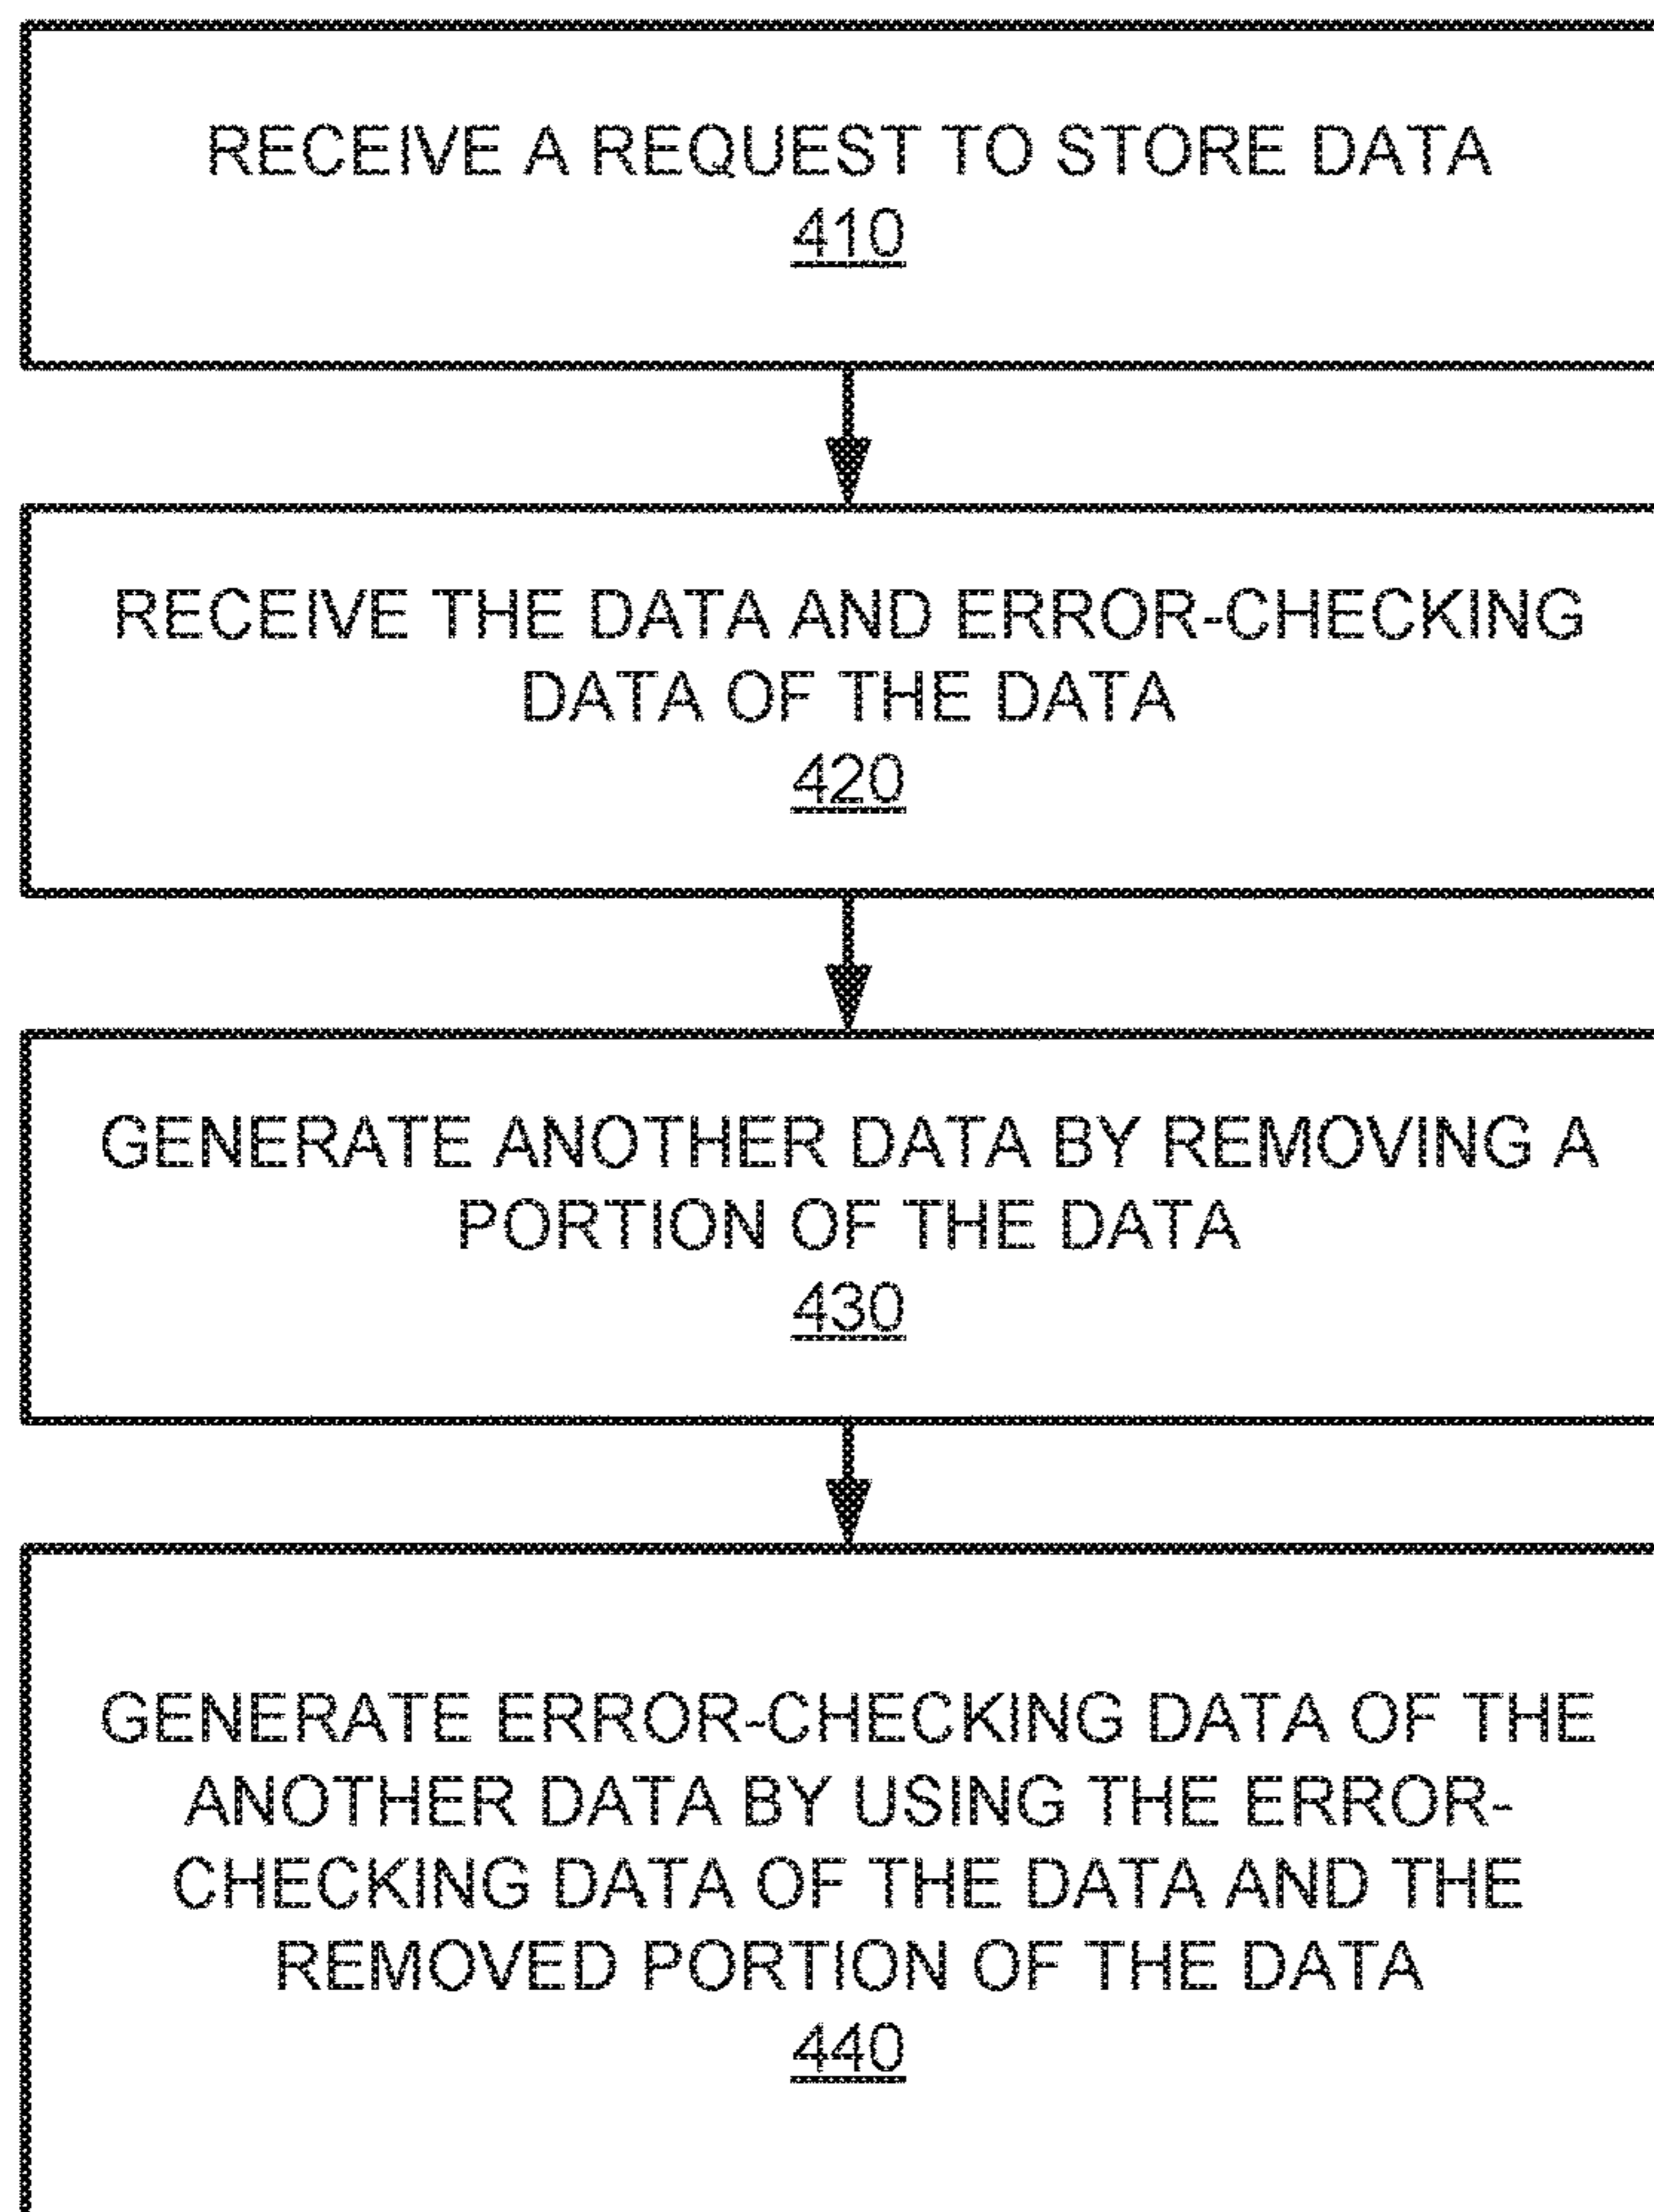 RECEIVE A REQUEST TO STORE DATA
410
RECEIVE THE DATA AND ERROR-CHECKING
DATA OF THE DATA
420
GENERATE ANOTHER DATA BY REMOVING A
PORTION OF THE DATA
430
GENERATE ERROR-CHECKING DATA OF THE
ANOTHER DATA BY USING THE ERROR-
CHECKING DATA OF THE DATA AND THE
REMOVED PORTION OF THE DATA
440